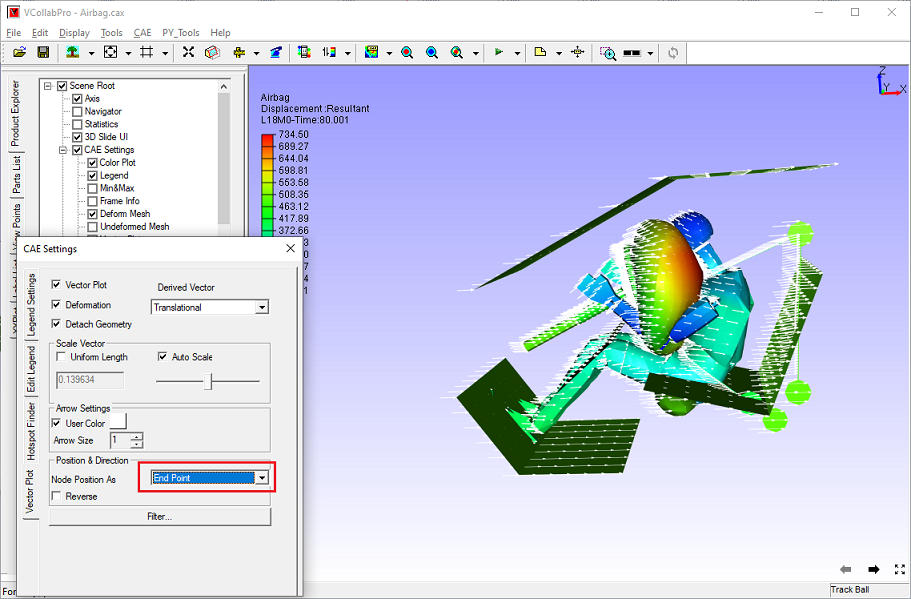 VCollabPro - Airbag.cax
File Edit Display Tools CAE PY_Tools Help
Product Explorer
Parts List
View Points
Scene Root
Axis
Navigator
Statistics
3D Slide UI
CAE Settings
Color Plot
Legend
Min&Max
Frame Info
Deform Mesh
Undeformed Mesh
Airbag
Displacement :Resultant
L18M0-Time:80.001
734.50
689.27
644.04
598.81
553.58
508.35
463.12
417.89
372.66
Z
Y
X
CAE Settings
Legend Settings
Edit Legend
Hotspot Finder
Vector Plot
Vector Plot
Derived Vector
Deformation
Translational
Detach Geometry
Scale Vector
Uniform Length
Auto Scale
0.139634
Arrow Settings
User Color
Arrow Size
1
Position & Direction
Node Position As
End Point
Reverse
Filter...
For
Track Ball